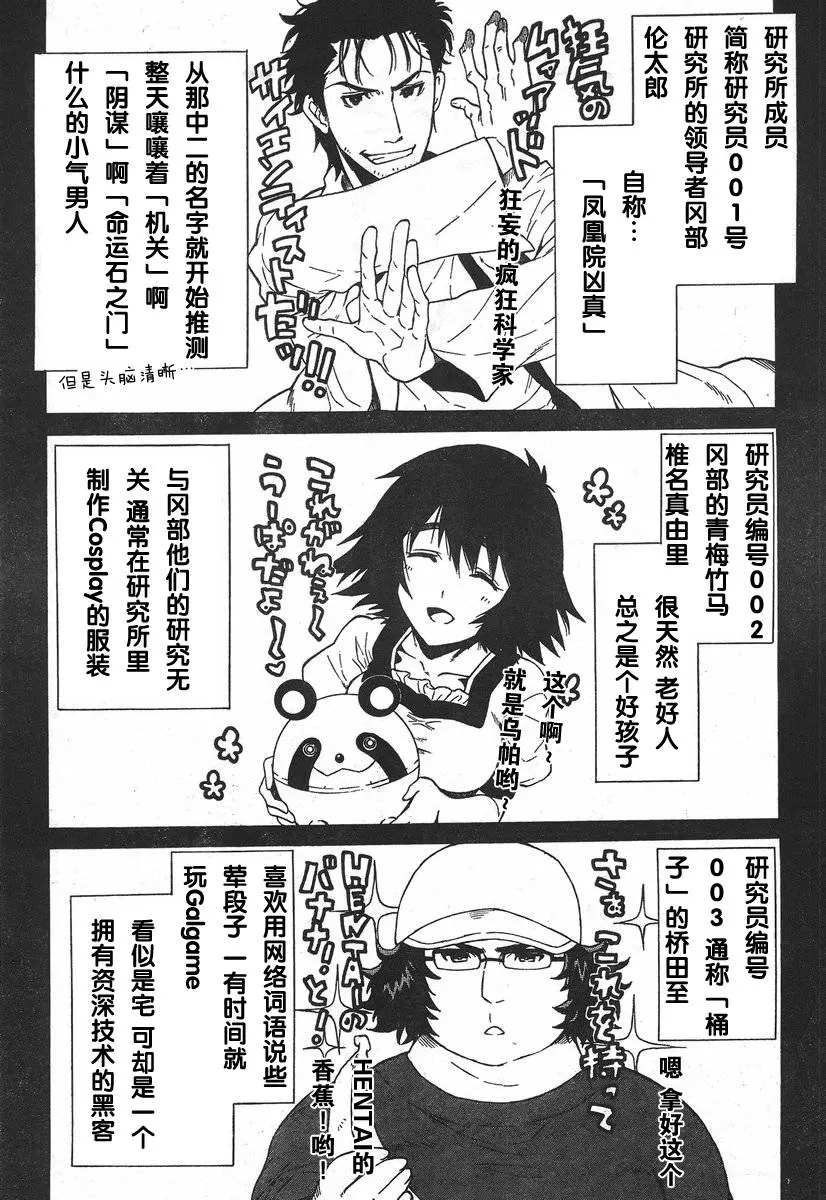 研究所成员
简称研究员001号
研究所的领导者冈部
伦太郎
自称…
「凤凰院凶真」
狂気の
ムァァッド
サイエンティストだッ!!!
狂妄的疯狂科学家
从那中二的名字就开始推测
整天嚷嚷着「机关」啊
「阴谋」啊「命运石之门」
什么的小气男人
但是头脑清晰…
研究员编号002
冈部的青梅竹马
椎名真由里
很天然 老好人
总之是个好孩子
これがねぇ〜
うーぱだよ〜♡
这个啊~
就是乌帕哟~
与冈部他们的研究无
关 通常在研究所里
制作Cosplay的服装
研究员编号
003 通称「桶
子」的桥田至
さぁ これを持って
嗯 拿好这个
HENTAIの
バナナ!っと!!
HENTAI的
香蕉!哟!
喜欢用网络词语说些
荤段子 一有时间就
玩Galgame
看似是宅 可却是一个
拥有资深技术的黑客